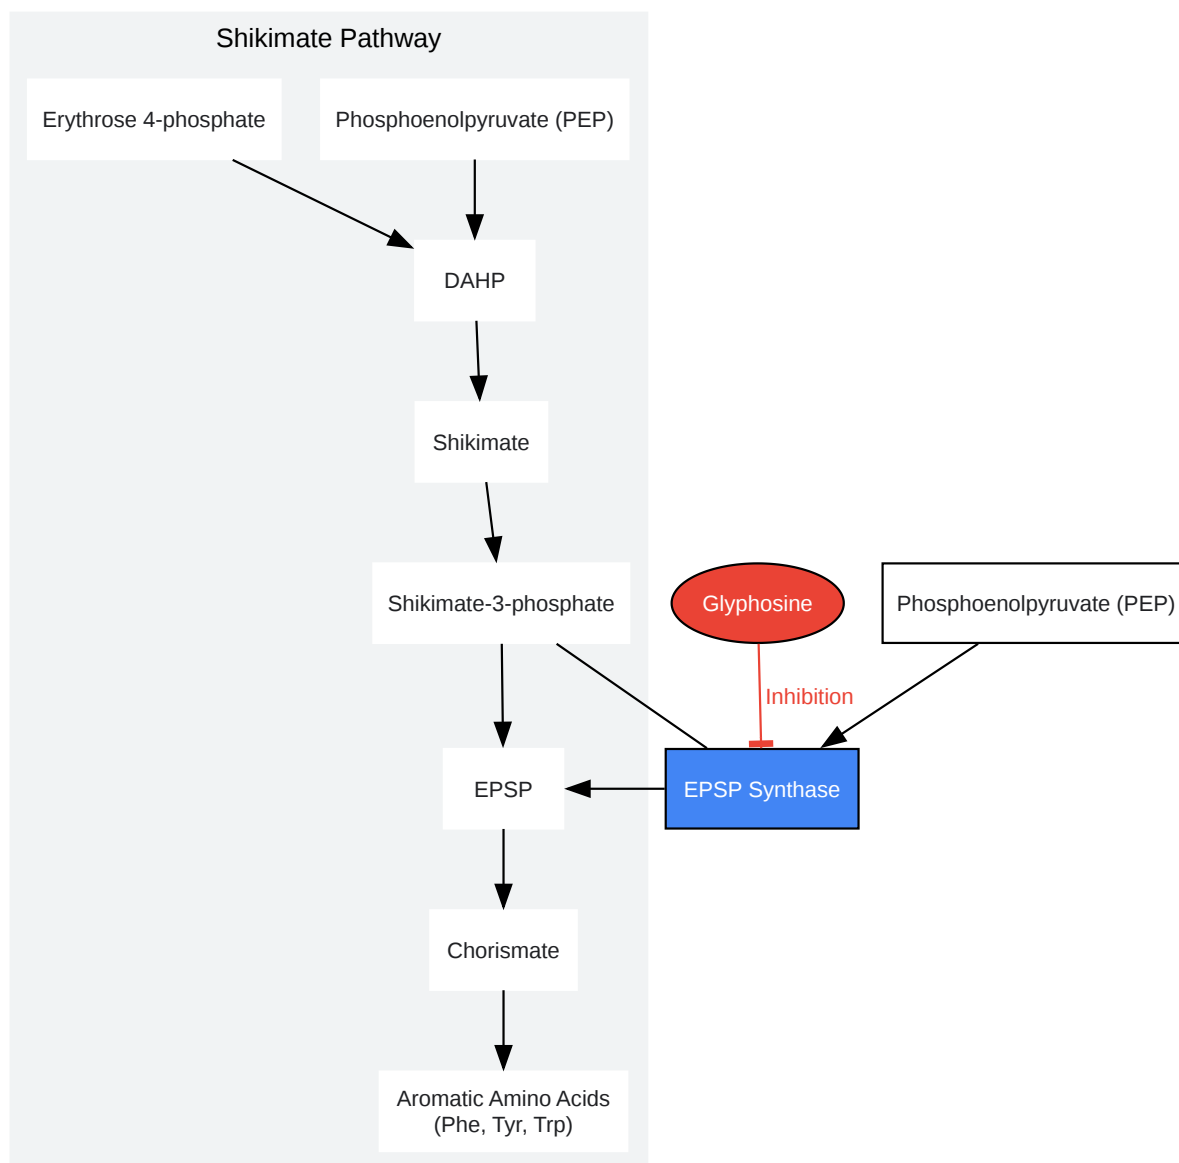 Shikimate Pathway
Erythrose 4-phosphate
Phosphoenolpyruvate (PEP)
DAHP
Shikimate
Shikimate-3-phosphate
Glyphosine
Phosphoenolpyruvate (PEP)
Inhibition
EPSP
EPSP Synthase
Chorismate
Aromatic Amino Acids
(Phe, Tyr, Trp)